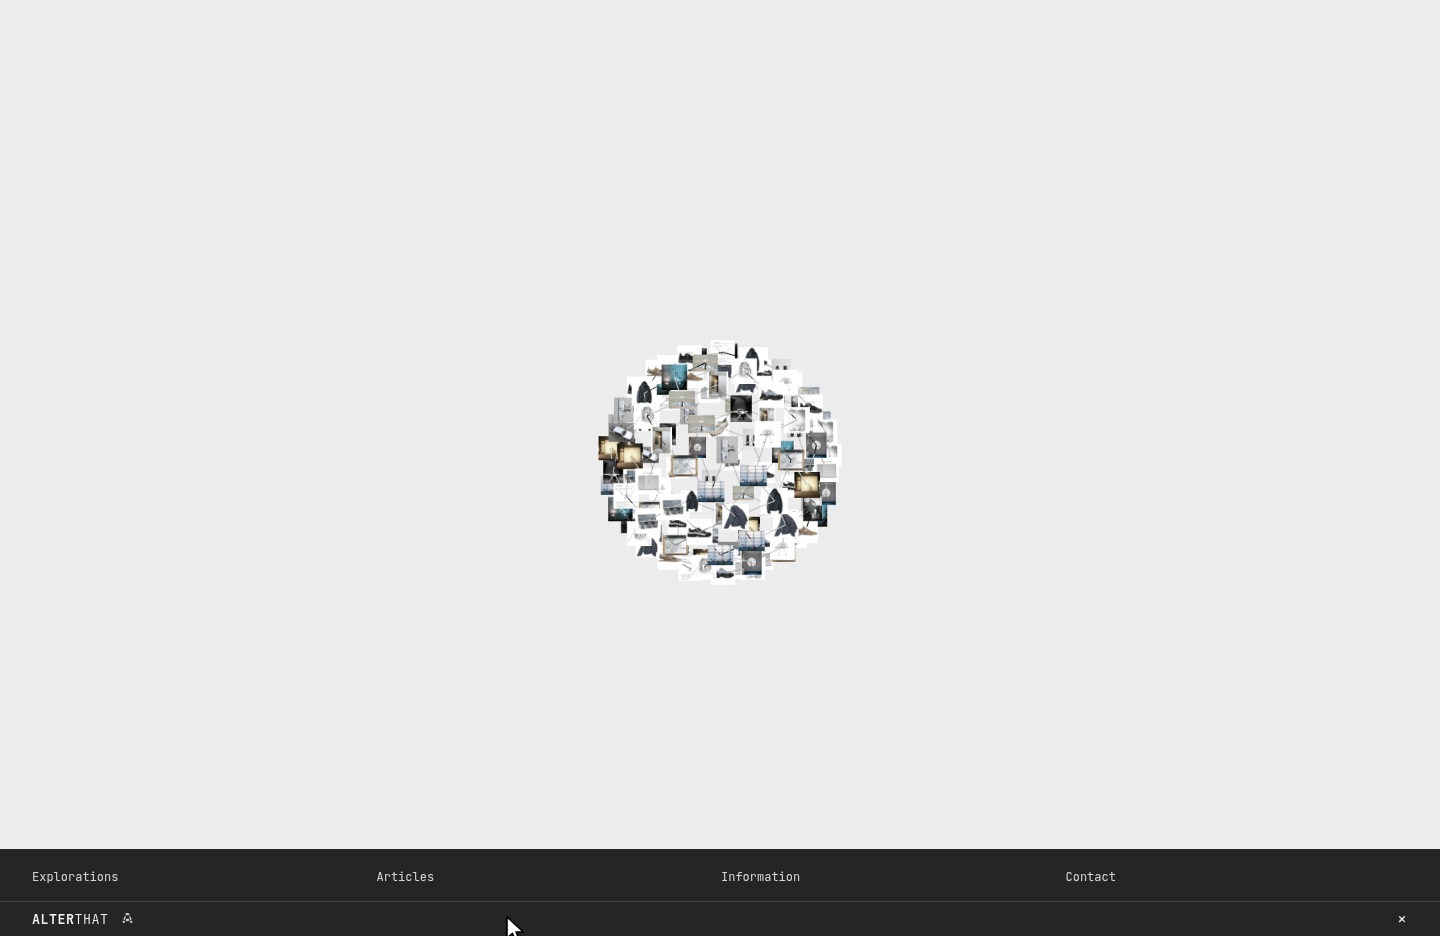 Explorations
Articles
Information
Contact
ALTERTHAT
×